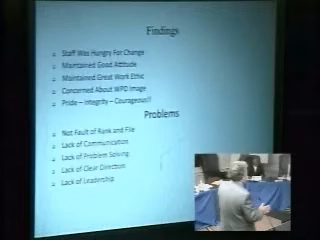 Findings
Staff Was Hungry For Change
Maintained Good Attitude
Maintained Great Work Ethic
Concerned About WPD Image
Pride – Integrity – Courageous!!
Problems
Not Fault of Rank and File
Lack of Communication
Lack of Problem Solving
Lack of Clear Direction
Lack of Leadership